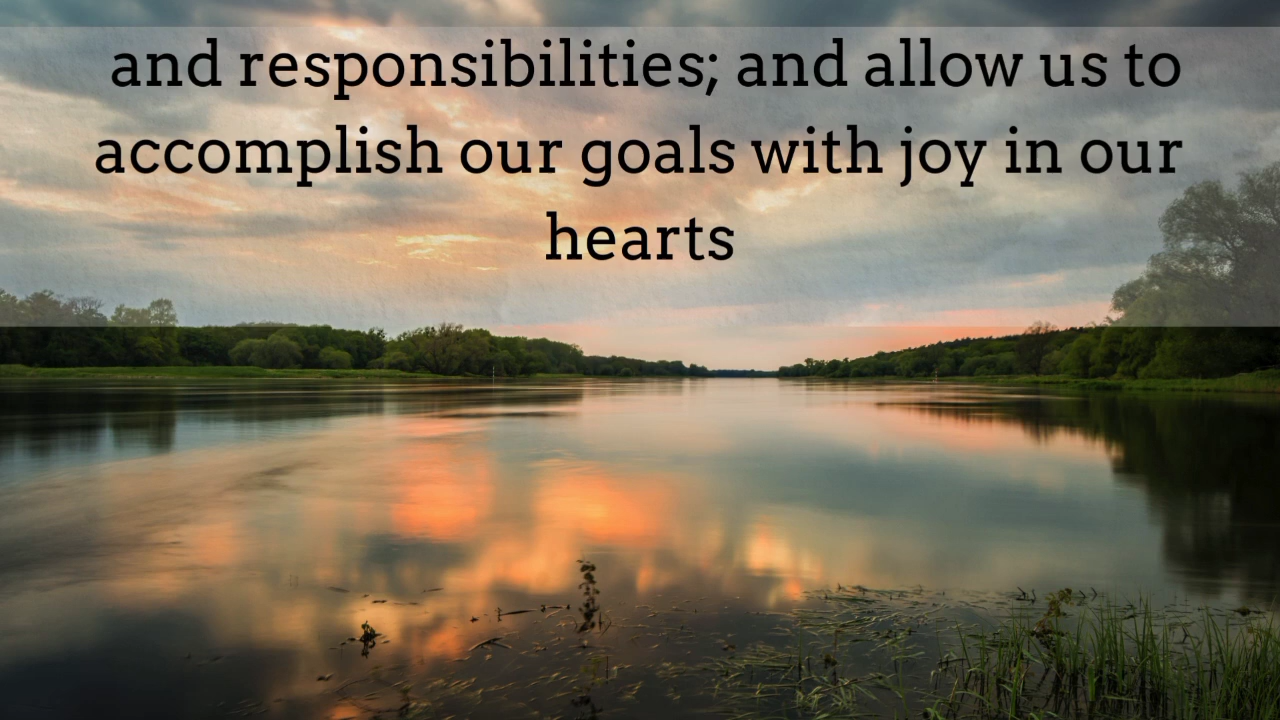 and responsibilities; and allow us to
accomplish our goals with joy in our
hearts